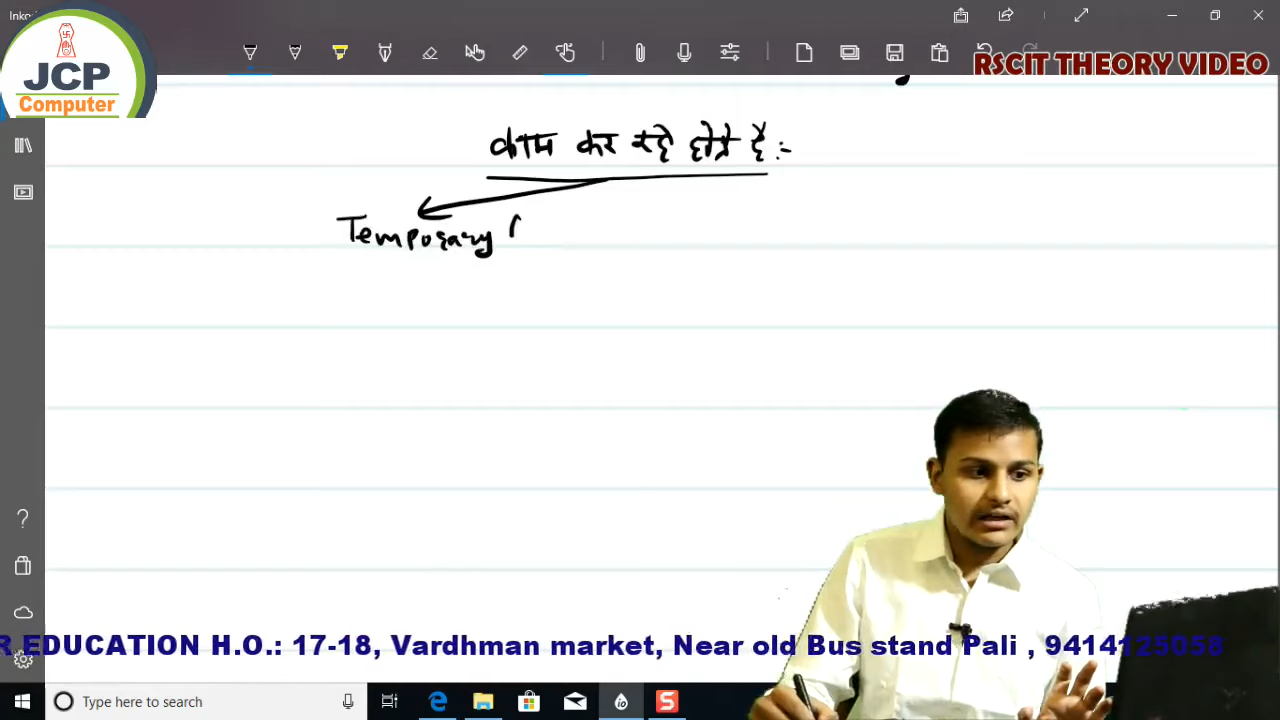 Inko
JCP
Computer
RSCIT THEORY VIDEO
काम कर रहे होते है :-
Temporary (
R EDUCATION H.O.: 17-18, Vardhman market, Near old Bus stand Pali , 9414125058
Type here to search